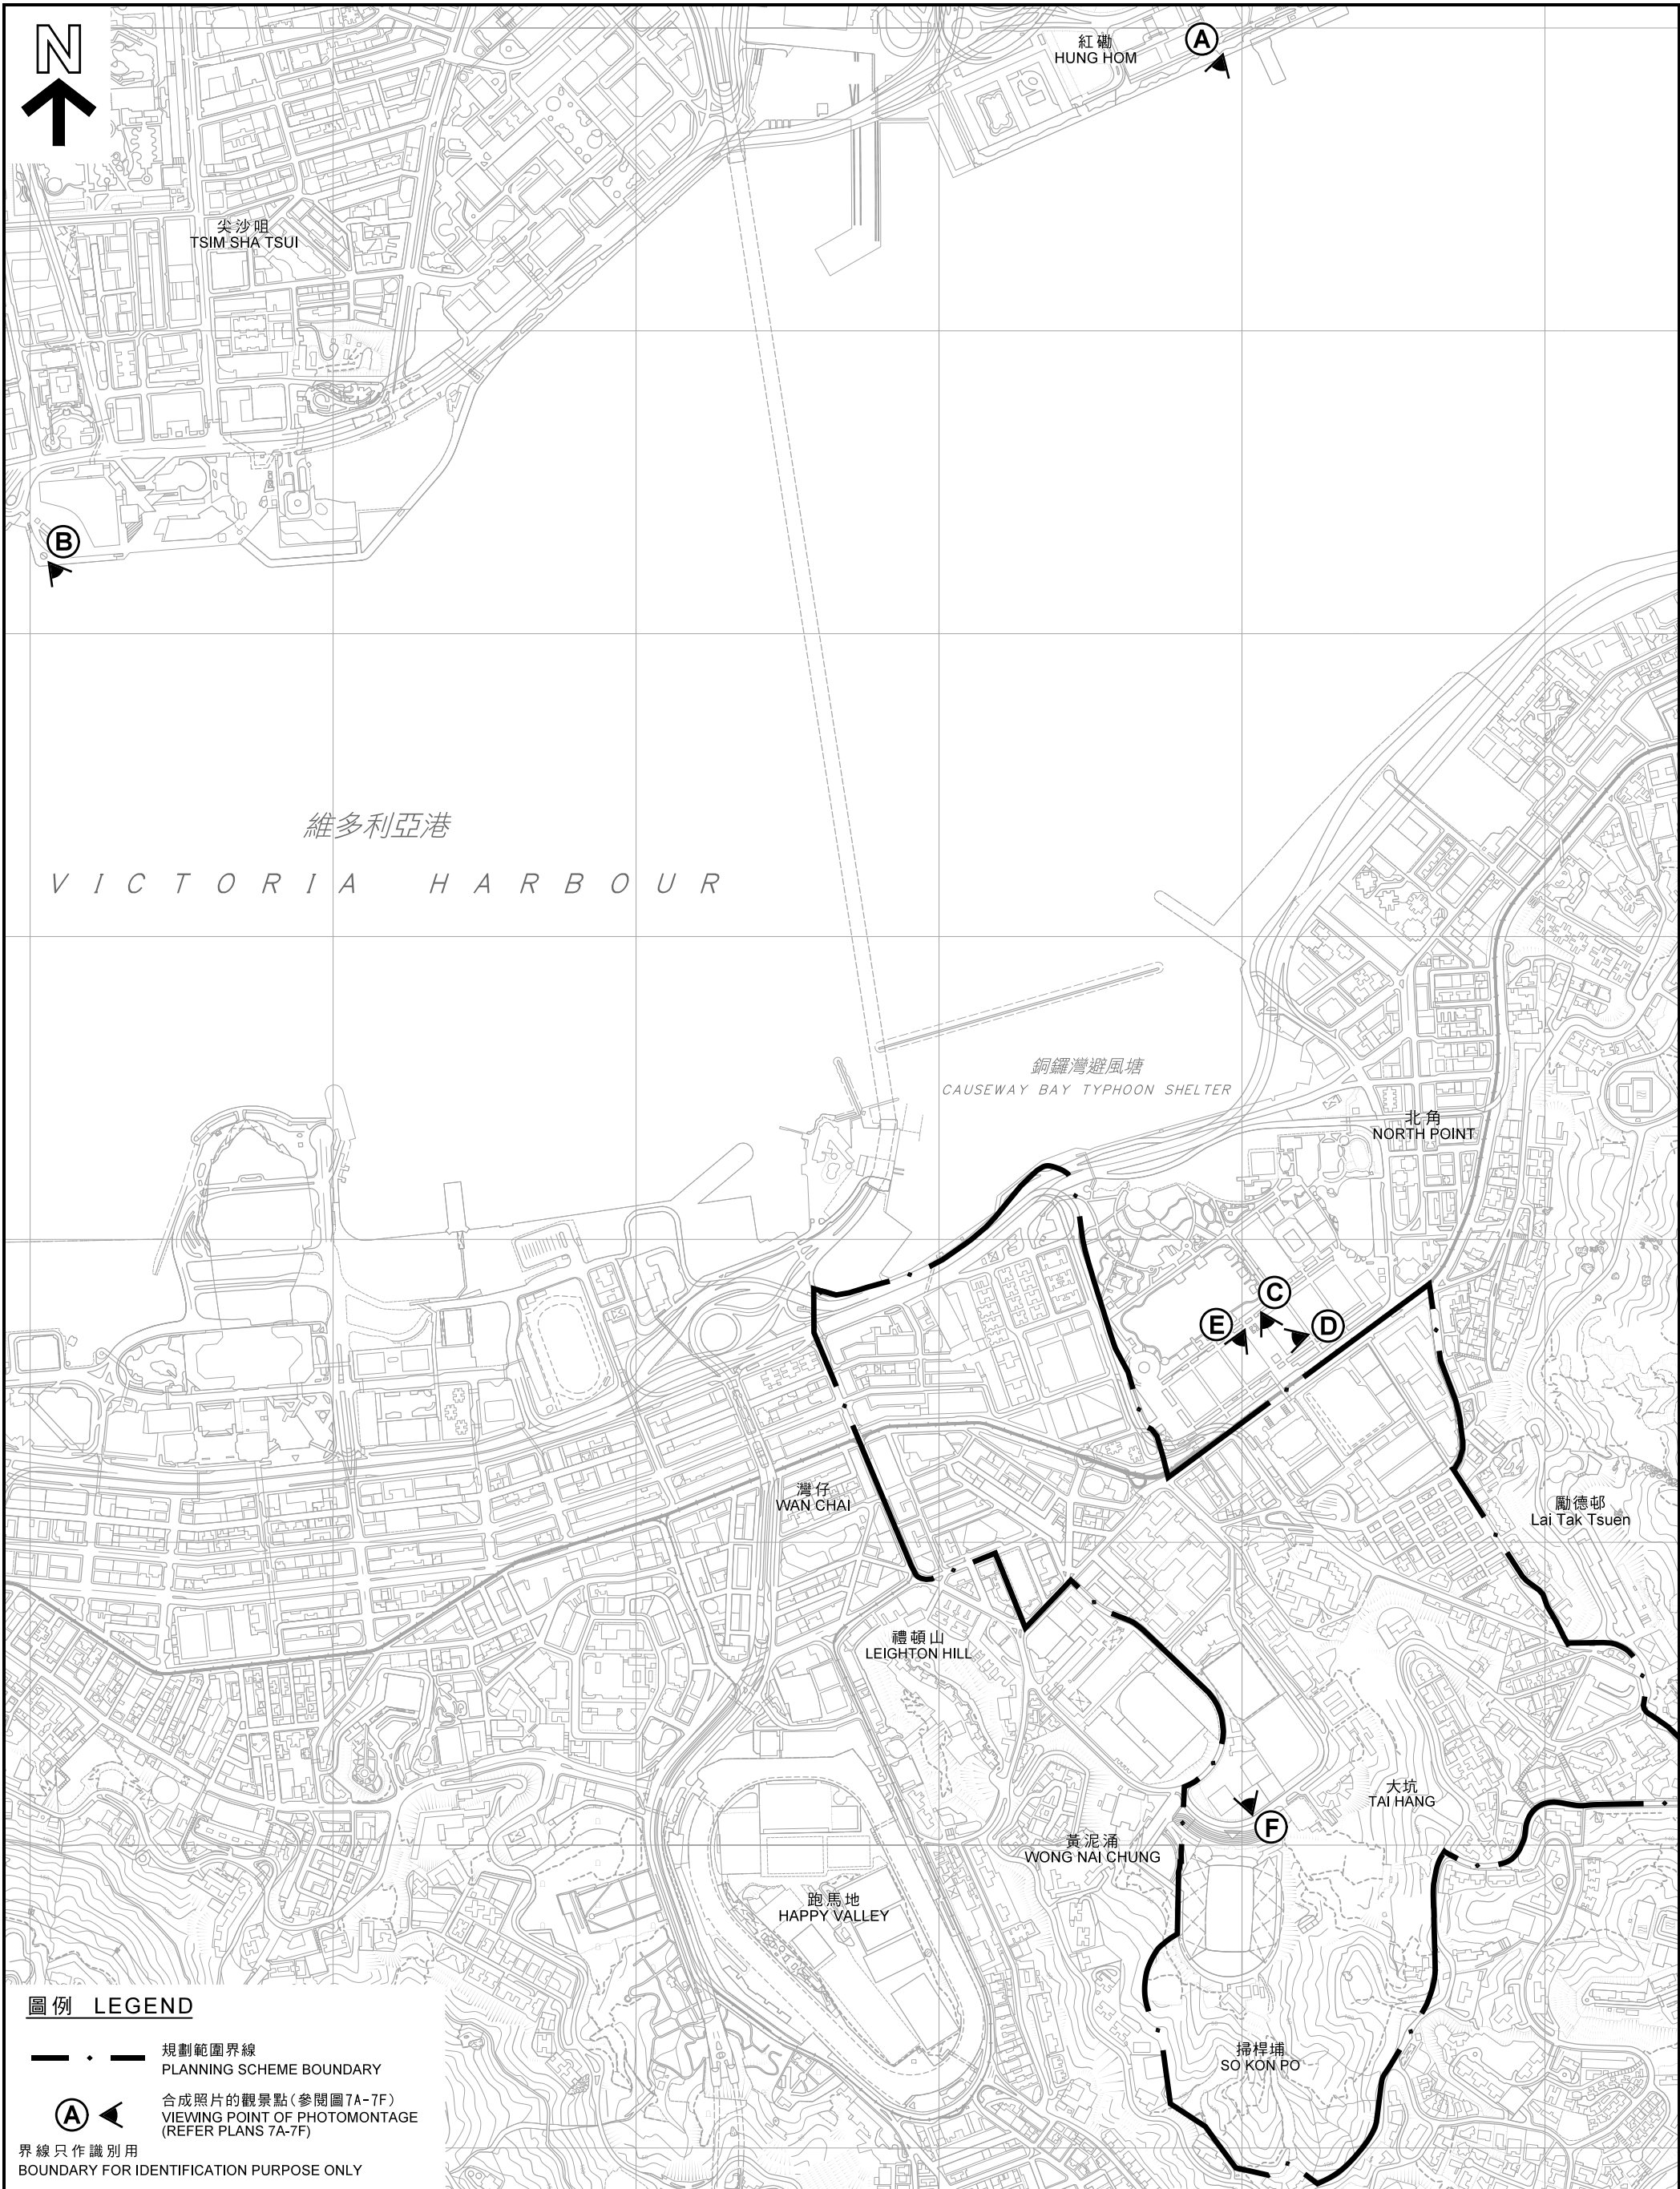 N
紅磡
HUNG HOM
A
尖沙咀
TSIM SHA TSUI
B
維多利亞港
VICTORIA HARBOUR
銅鑼灣避風塘
CAUSEWAY BAY TYPHOON SHELTER
北角
NORTH POINT
C
E
D
灣仔
WAN CHAI
勵德邨
Lai Tak Tsuen
禮頓山
LEIGHTON HILL
大坑
TAI HANG
F
黃泥涌
WONG NAI CHUNG
跑馬地
HAPPY VALLEY
掃桿埔
SO KON PO
圖例 LEGEND
規劃範圍界線
PLANNING SCHEME BOUNDARY
A
合成照片的觀景點(參閱圖7A-7F)
VIEWING POINT OF PHOTOMONTAGE
(REFER PLANS 7A-7F)
界線只作識別用
BOUNDARY FOR IDENTIFICATION PURPOSE ONLY